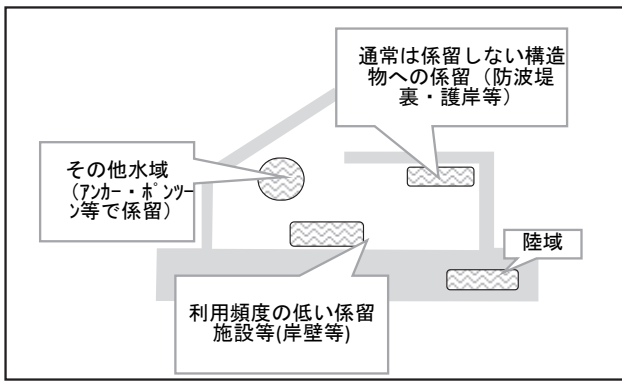 通常は係留しない構造
物への係留（防波堤
裏・護岸等）
その他水域
（ｱﾝｶｰ・ﾎﾟﾝﾂｰ
ﾝ等で係留）
陸域
利用頻度の低い係留
施設等(岸壁等)